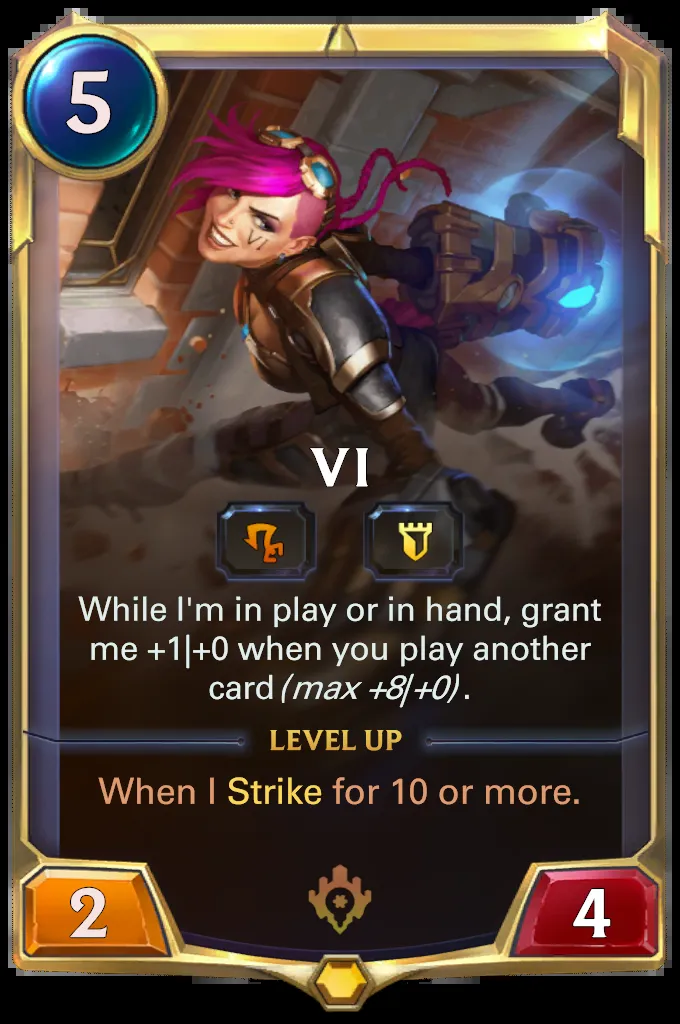 5
VI
VI
While I'm in play or in hand, grant
me +1|+0 when you play another
card (max +8|+0).
LEVEL UP
When I Strike for 10 or more.
2
4